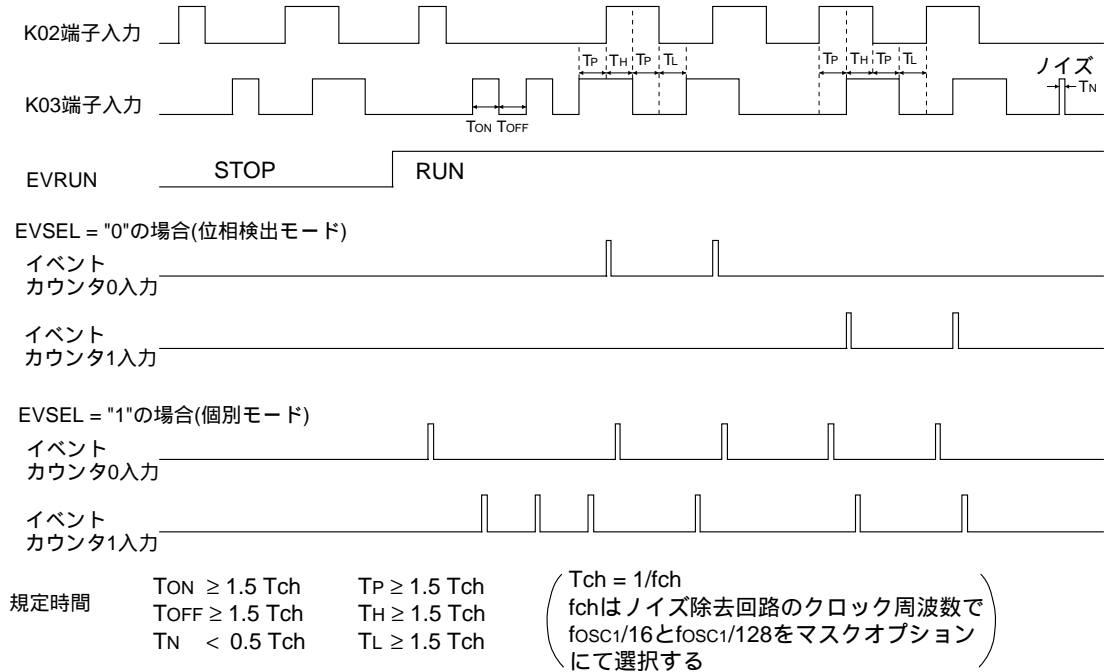 K02端子入力
TP TH TP TL TP TH TP TL
ノイズ
TN
K03端子入力
TON TOFF
EVRUN STOP RUN
EVSEL = "0"の場合(位相検出モード)
イベント
カウンタ0入力
イベント
カウンタ1入力
EVSEL = "1"の場合(個別モード)
イベント
カウンタ0入力
イベント
カウンタ1入力
規定時間
TON ≥ 1.5 Tch TP ≥ 1.5 Tch
TOFF ≥ 1.5 Tch TH ≥ 1.5 Tch
TN < 0.5 Tch TL ≥ 1.5 Tch
Tch = 1/fch
fchはノイズ除去回路のクロック周波数で
fOSC1/16とfOSC1/128をマスクオプション
にて選択する